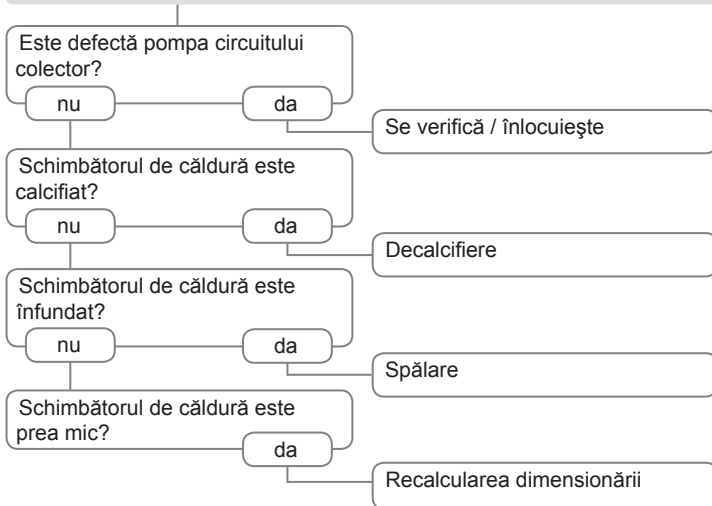 Este defectă pompa circuitului
colector?
nu
da
Se verifică / înlocuieşte
Schimbătorul de căldură este
calcifiat?
nu
da
Decalcifiere
Schimbătorul de căldură este
înfundat?
nu
da
Spălare
Schimbătorul de căldură este
prea mic?
da
Recalcularea dimensionării